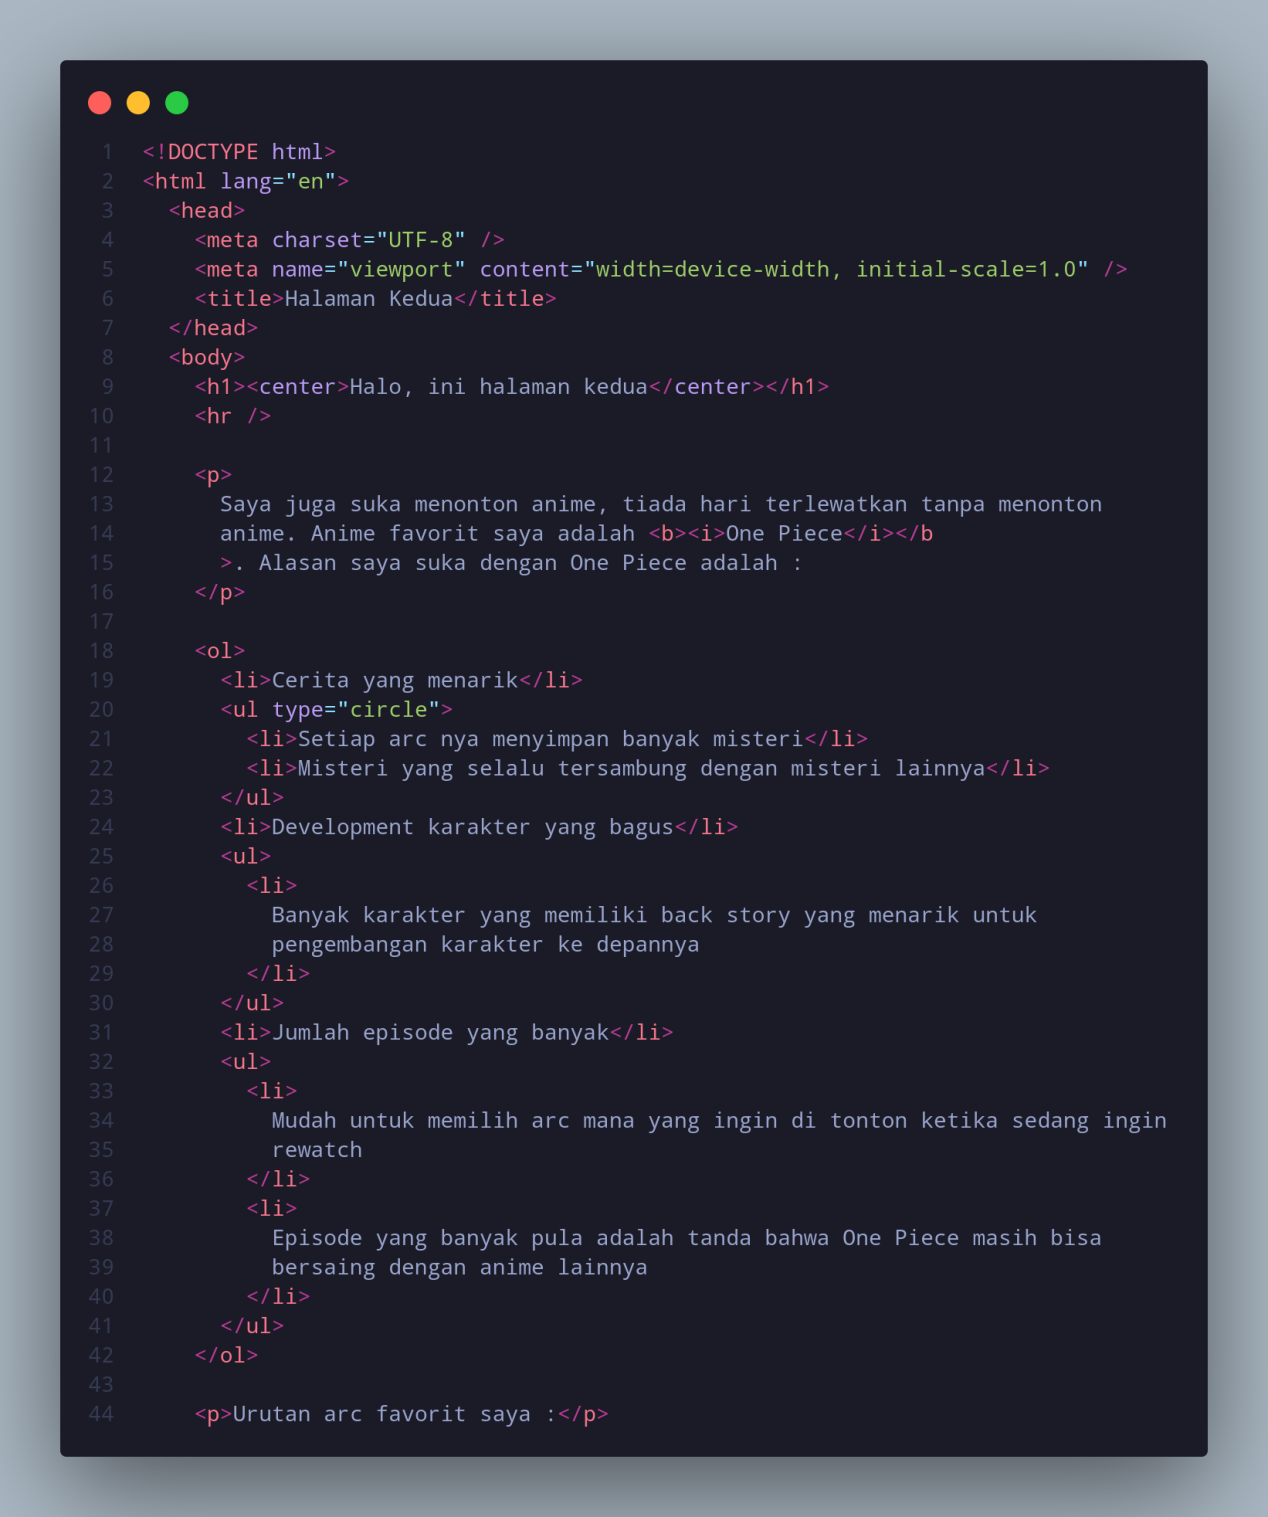 1 <!DOCTYPE html>
2 <html lang="en">
3   <head>
4     <meta charset="UTF-8" />
5     <meta name="viewport" content="width=device-width, initial-scale=1.0" />
6     <title>Halaman Kedua</title>
7   </head>
8   <body>
9     <h1><center>Halo, ini halaman kedua</center></h1>
10     <hr />
11
12     <p>
13       Saya juga suka menonton anime, tiada hari terlewatkan tanpa menonton
14       anime. Anime favorit saya adalah <b><i>One Piece</i></b
15       >. Alasan saya suka dengan One Piece adalah :
16     </p>
17
18     <ol>
19       <li>Cerita yang menarik</li>
20       <ul type="circle">
21         <li>Setiap arc nya menyimpan banyak misteri</li>
22         <li>Misteri yang selalu tersambung dengan misteri lainnya</li>
23       </ul>
24       <li>Development karakter yang bagus</li>
25       <ul>
26         <li>
27           Banyak karakter yang memiliki back story yang menarik untuk
28           pengembangan karakter ke depannya
29         </li>
30       </ul>
31       <li>Jumlah episode yang banyak</li>
32       <ul>
33         <li>
34           Mudah untuk memilih arc mana yang ingin di tonton ketika sedang ingin
35           rewatch
36         </li>
37         <li>
38           Episode yang banyak pula adalah tanda bahwa One Piece masih bisa
39           bersaing dengan anime lainnya
40         </li>
41       </ul>
42     </ol>
43
44     <p>Urutan arc favorit saya :</p>